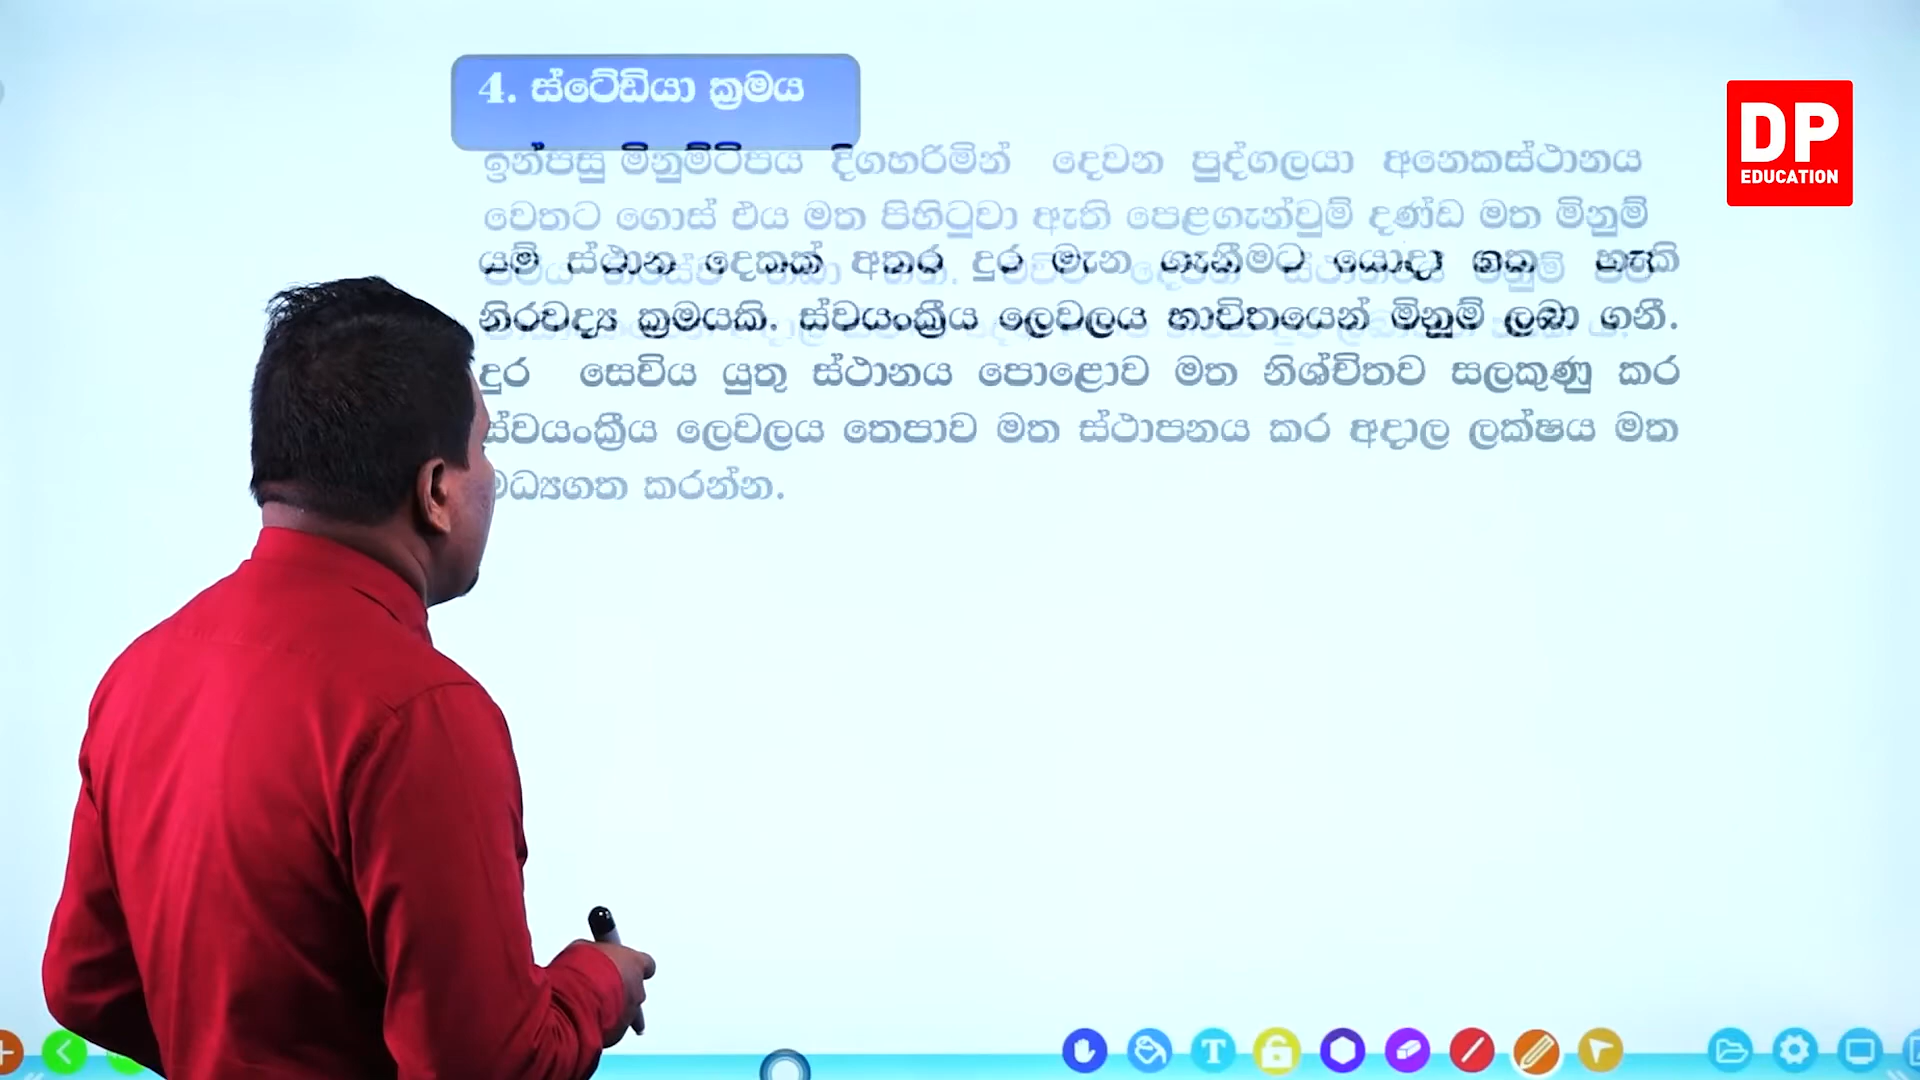 4. ස්ටේඩියා ක්‍රමය
DP
EDUCATION
ඉන්පසු මිනුම්ටිපය දිගහරිමින් දෙවන පුද්ගලයා අනෙකස්ථානය
වෙතට ගොස් එය මත පිහිටුවා ඇති පෙළගැන්වුම් දණ්ඩ මත මිනුම්
යම් ස්ථාන දෙකක් අතර දුර මැන ගැනීමට යොදා ගත හැකි
නිරවද්‍ය ක්‍රමයකි. ස්වයංක්‍රීය ලෙවලය භාවිතයෙන් මිනුම් ලබා ගනී.
දුර සෙවිය යුතු ස්ථානය පොළොව මත නිශ්චිතව සලකුණු කර
ස්වයංක්‍රීය ලෙවලය තෙපාව මත ස්ථාපනය කර අදාල ලක්ෂය මත
මධ්‍යගත කරන්න.